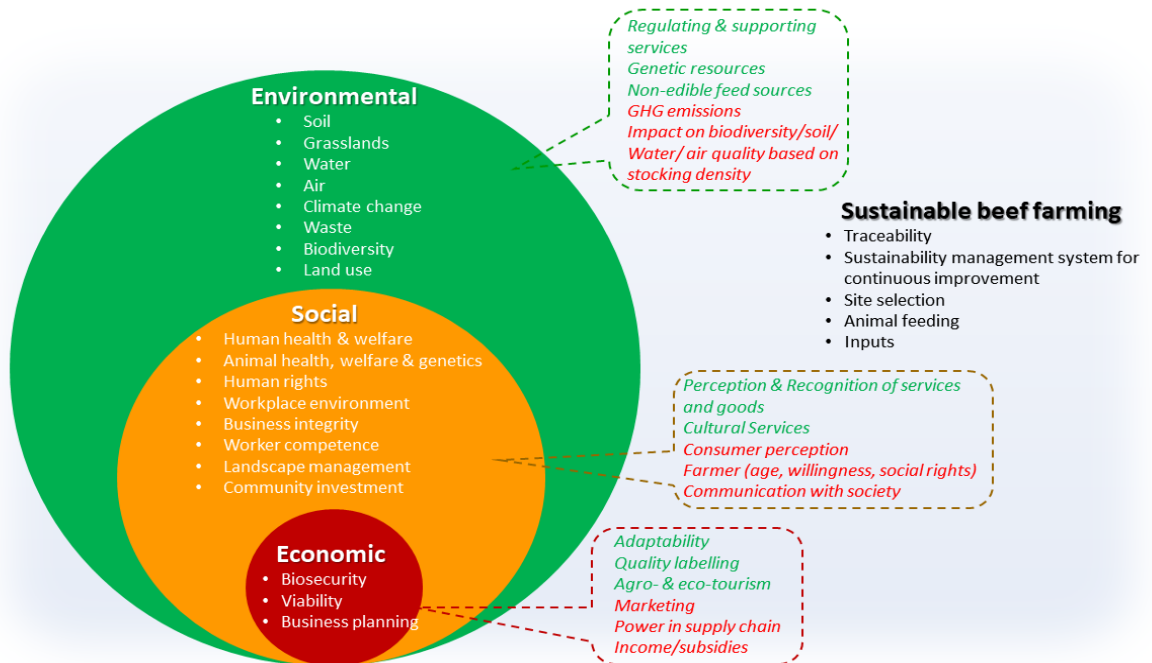 Environmental
• Soil
• Grasslands
• Water
• Air
• Climate change
• Waste
• Biodiversity
• Land use
Social
• Human health & welfare
• Animal health, welfare & genetics
• Human rights
• Workplace environment
• Business integrity
• Worker competence
• Landscape management
• Community investment
Economic
• Biosecurity
• Viability
• Business planning
Regulating & supporting
services
Genetic resources
Non-edible feed sources
GHG emissions
Impact on biodiversity/soil/
Water/ air quality based on
stocking density
Sustainable beef farming
• Traceability
• Sustainability management system for
continuous improvement
• Site selection
• Animal feeding
• Inputs
Perception & Recognition of services
and goods
Cultural Services
Consumer perception
Farmer (age, willingness, social rights)
Communication with society
Adaptability
Quality labelling
Agro- & eco-tourism
Marketing
Power in supply chain
Income/subsidies